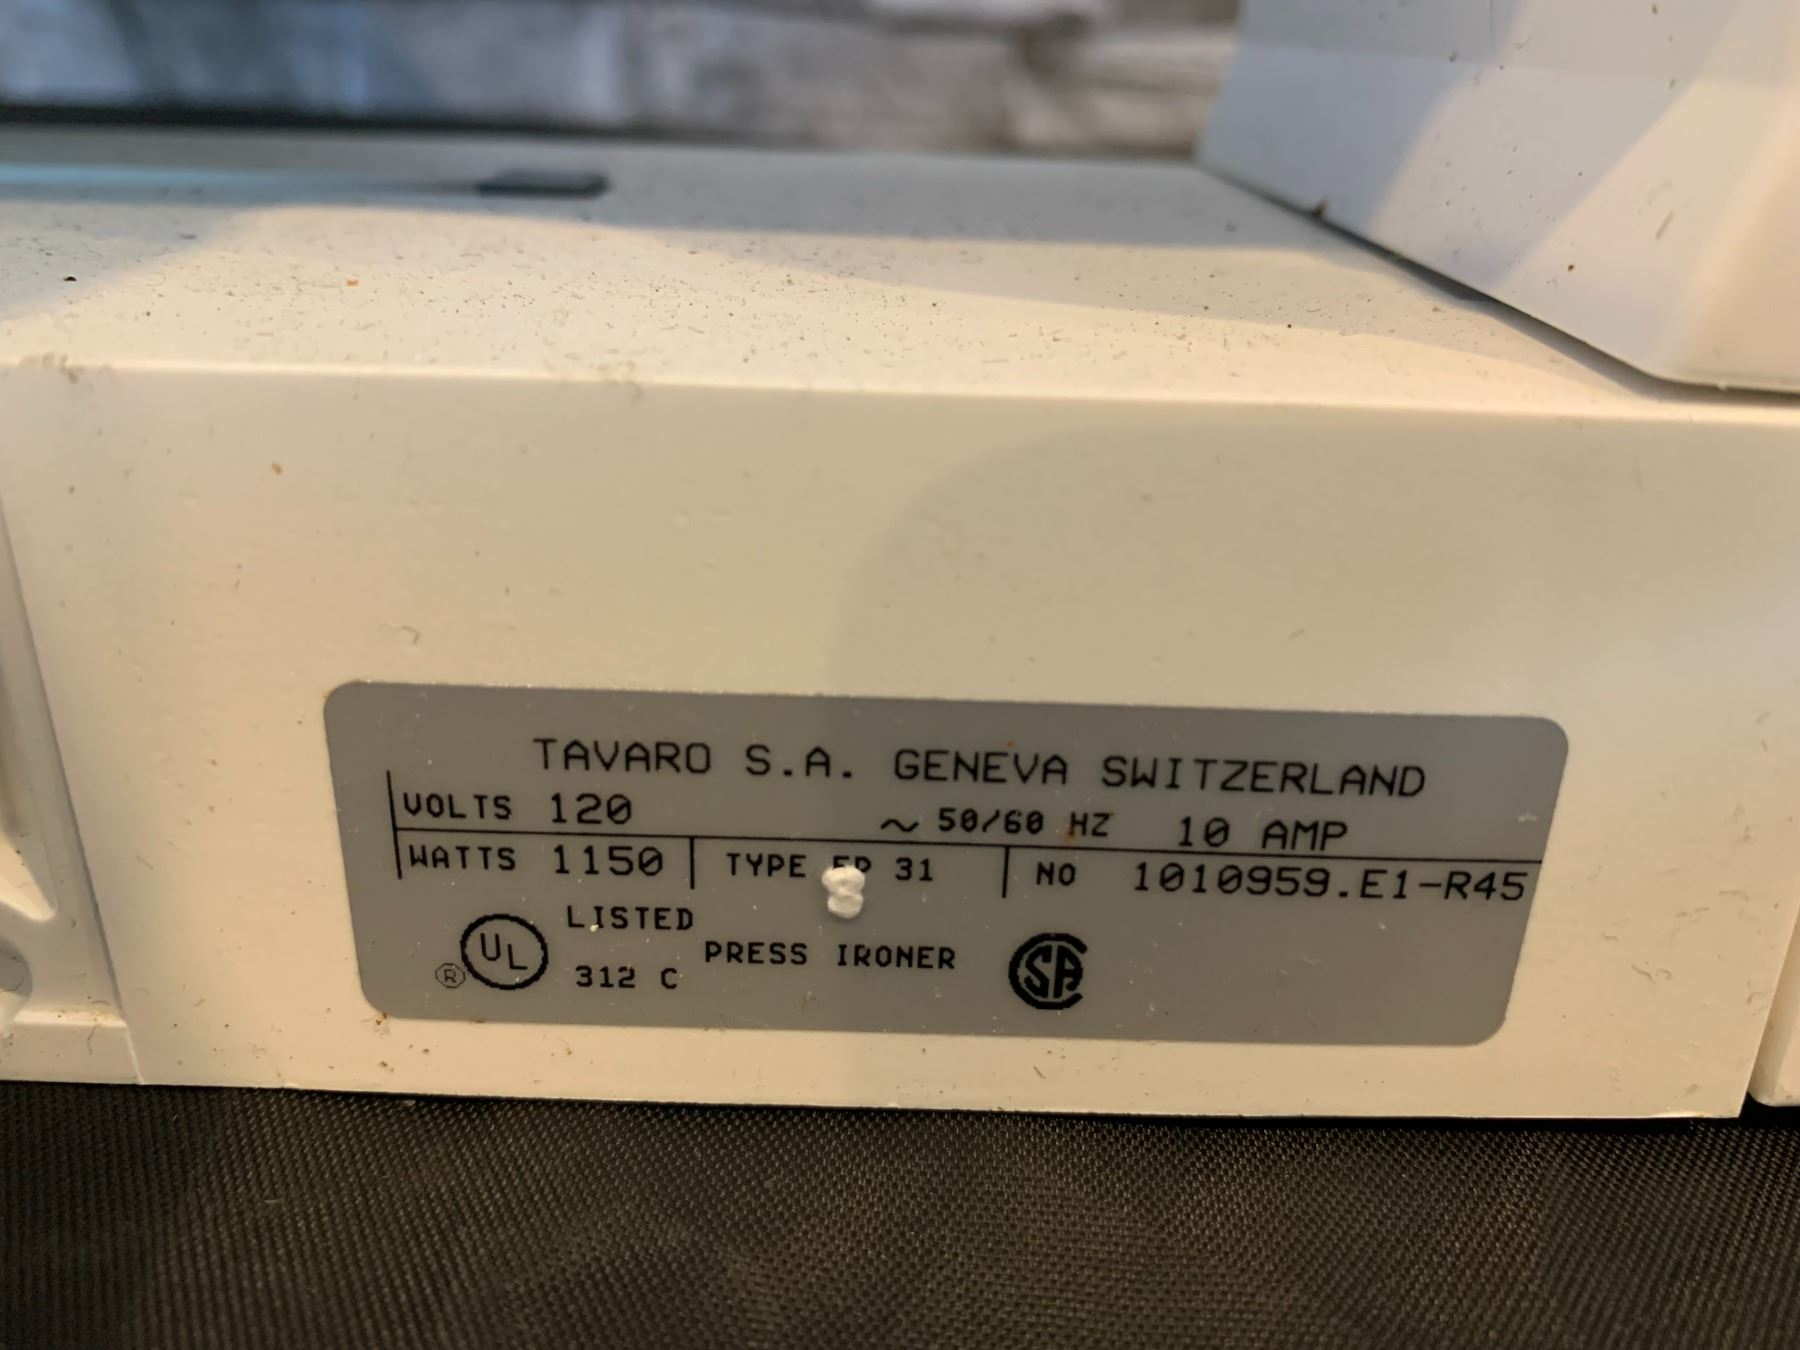 TAVARO S.A. GENEVA SWITZERLAND
VOLTS 120 ~ 50/60 HZ 10 AMP
WATTS 1150 TYPE 31 NO 1010959.E1-R45
LISTED
® UL 312 C PRESS IRONER SA